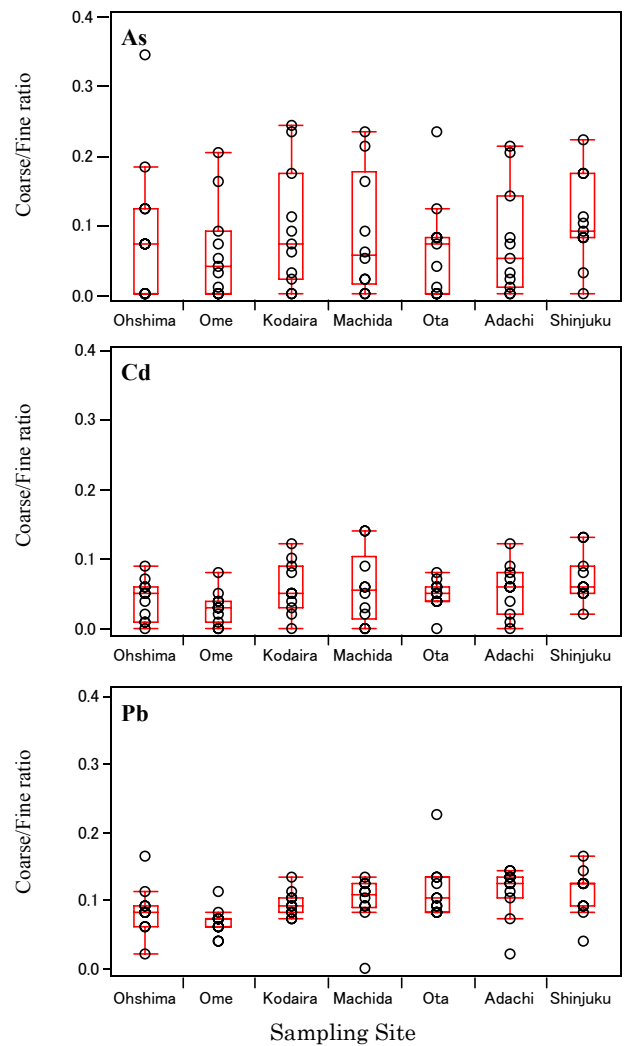 As
Coarse/Fine ratio
0.4
0.3
0.2
0.1
0.0
Ohshima Ome Kodaira Machida Ota Adachi Shinjuku
Cd
Coarse/Fine ratio
0.4
0.3
0.2
0.1
0.0
Ohshima Ome Kodaira Machida Ota Adachi Shinjuku
Pb
Coarse/Fine ratio
0.4
0.3
0.2
0.1
0.0
Ohshima Ome Kodaira Machida Ota Adachi Shinjuku
Sampling Site